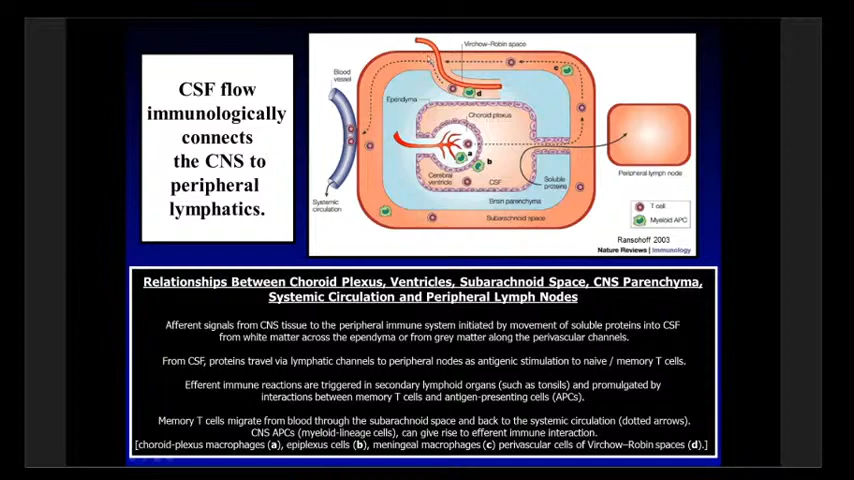 CSF flow
immunologically
connects
the CNS to
peripheral
lymphatics.
Virchow–Robin space
Blood
vessel
c
d
Ependyma
Choroid plexus
a
b
Cerebral
ventricle
CSF
Soluble
proteins
Peripheral lymph node
Systemic
circulation
Brain parenchyma
Subarachnoid space
T cell
Myeloid APC
Ransohoff 2003
Nature Reviews | Immunology
Relationships Between Choroid Plexus, Ventricles, Subarachnoid Space, CNS Parenchyma,
Systemic Circulation and Peripheral Lymph Nodes
Afferent signals from CNS tissue to the peripheral immune system initiated by movement of soluble proteins into CSF
from white matter across the ependyma or from grey matter along the perivascular channels.
From CSF, proteins travel via lymphatic channels to peripheral nodes as antigenic stimulation to naive / memory T cells.
Efferent immune reactions are triggered in secondary lymphoid organs (such as tonsils) and promulgated by
interactions between memory T cells and antigen-presenting cells (APCs).
Memory T cells migrate from blood through the subarachnoid space and back to the systemic circulation (dotted arrows).
CNS APCs (myeloid-lineage cells), can give rise to efferent immune interaction.
[choroid-plexus macrophages (a), epiplexus cells (b), meningeal macrophages (c) perivascular cells of Virchow–Robin spaces (d).]